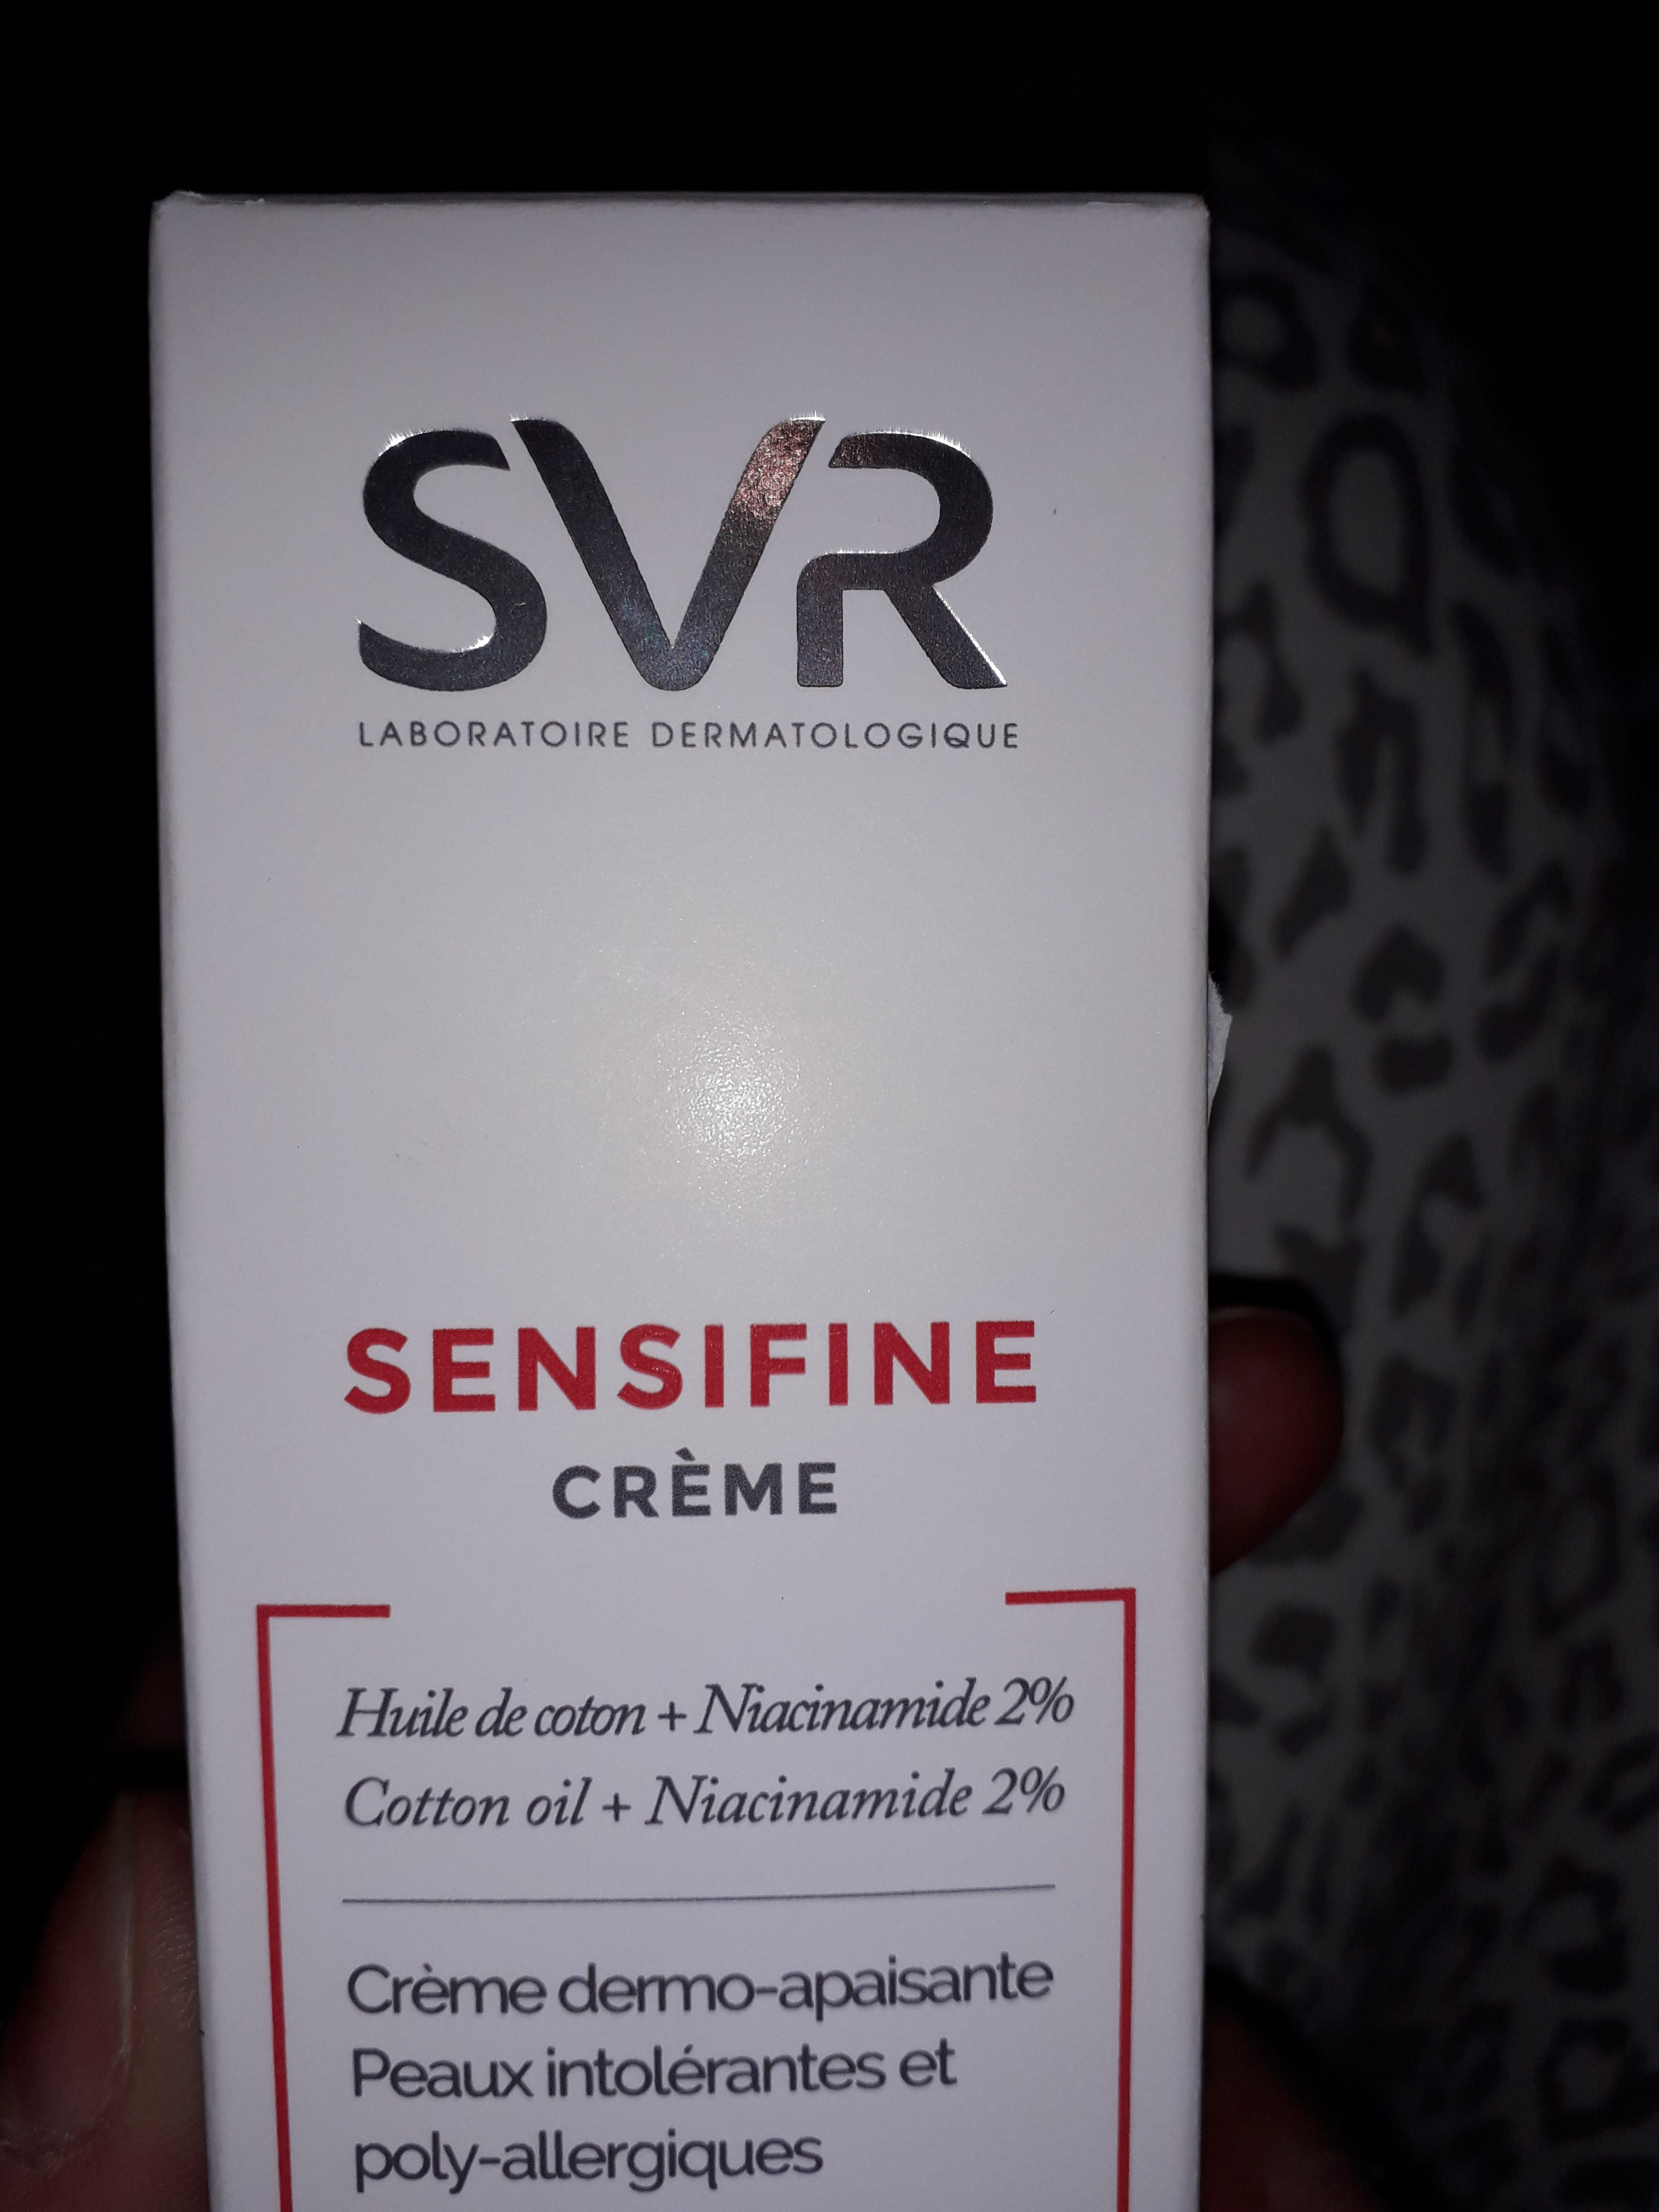 SVR
LABORATOIRE DERMATOLOGIQUE
SENSIFINE
CRÈME
Huile de coton + Niacinamide 2%
Cotton oil + Niacinamide 2%
Crème dermo-apaisante
Peaux intolérantes et
poly-allergiques